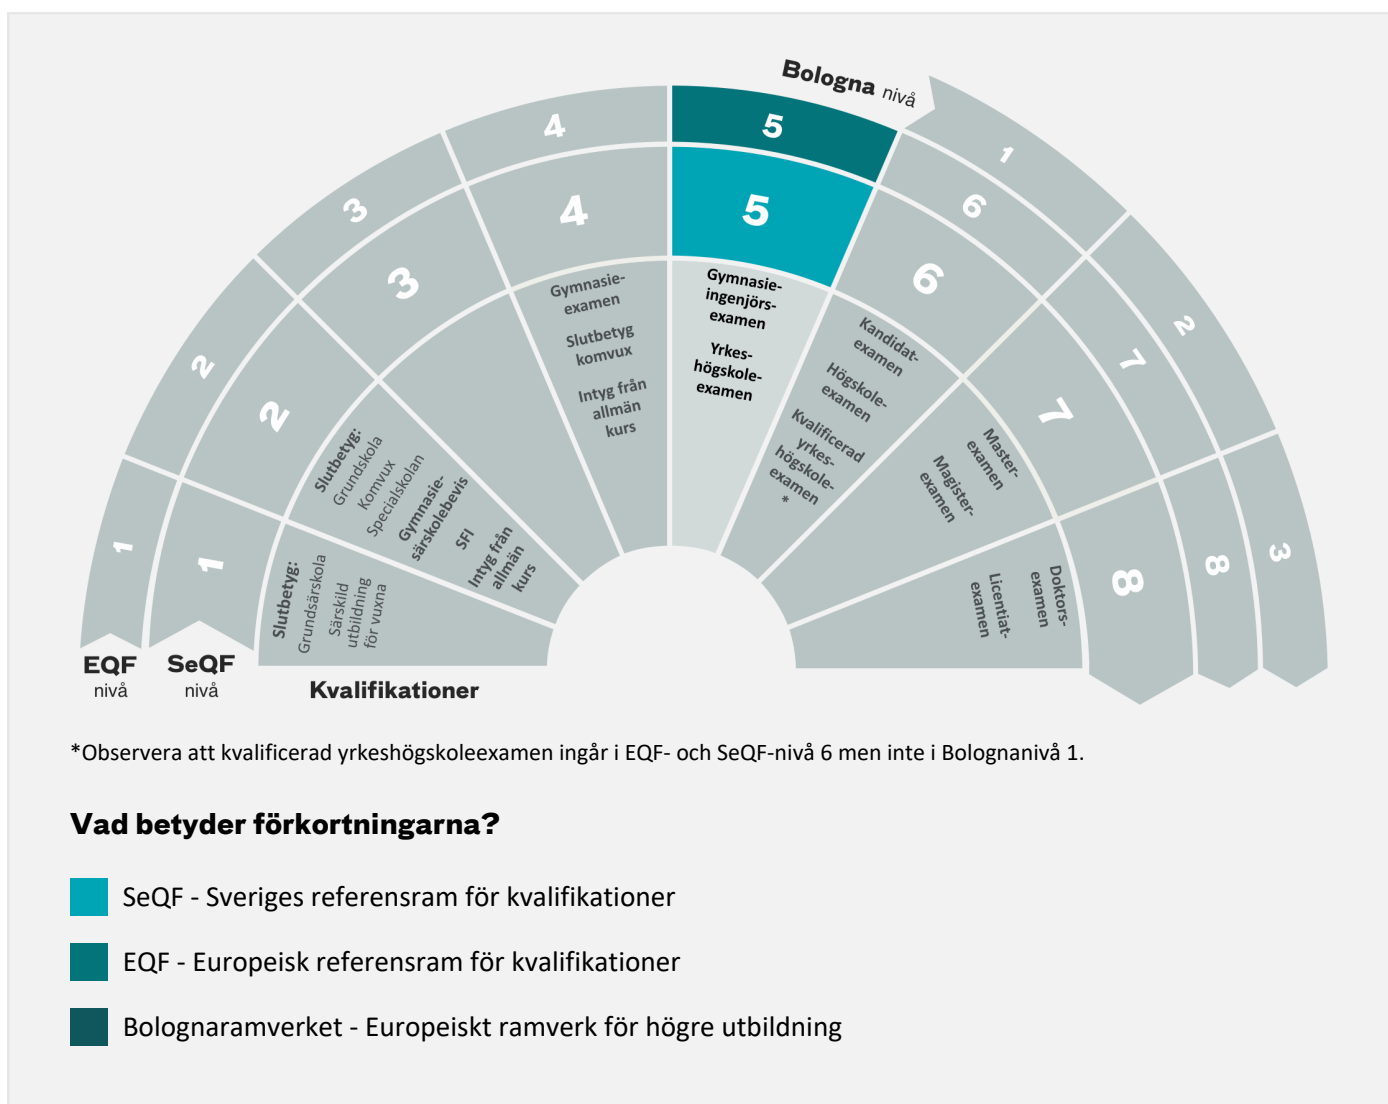 Bologna nivå
1
2
3
1
2
3
4
5
6
7
8
1
2
3
4
5
6
7
8
Slutbetyg:
Grundsärskola
Särskild
utbildning
för vuxna
Slutbetyg:
Grundskola
Komvux
Specialskolan
Gymnasie-
särskolebevis
SFI
Intyg från
allmän
kurs
Gymnasie-
examen
Slutbetyg
komvux
Intyg från
allmän
kurs
Gymnasie-
ingenjörs-
examen
Yrkes-
högskole-
examen
Kandidat-
examen
Högskole-
examen
Kvalificerad
yrkes-
högskole-
examen
*
Master-
examen
Magister-
examen
Doktors-
examen
Licentiat-
examen
EQF
nivå
SeQF
nivå
Kvalifikationer
*Observera att kvalificerad yrkeshögskoleexamen ingår i EQF- och SeQF-nivå 6 men inte i Bolognanivå 1.
Vad betyder förkortningarna?
SeQF - Sveriges referensram för kvalifikationer
EQF - Europeisk referensram för kvalifikationer
Bolognaramverket - Europeiskt ramverk för högre utbildning